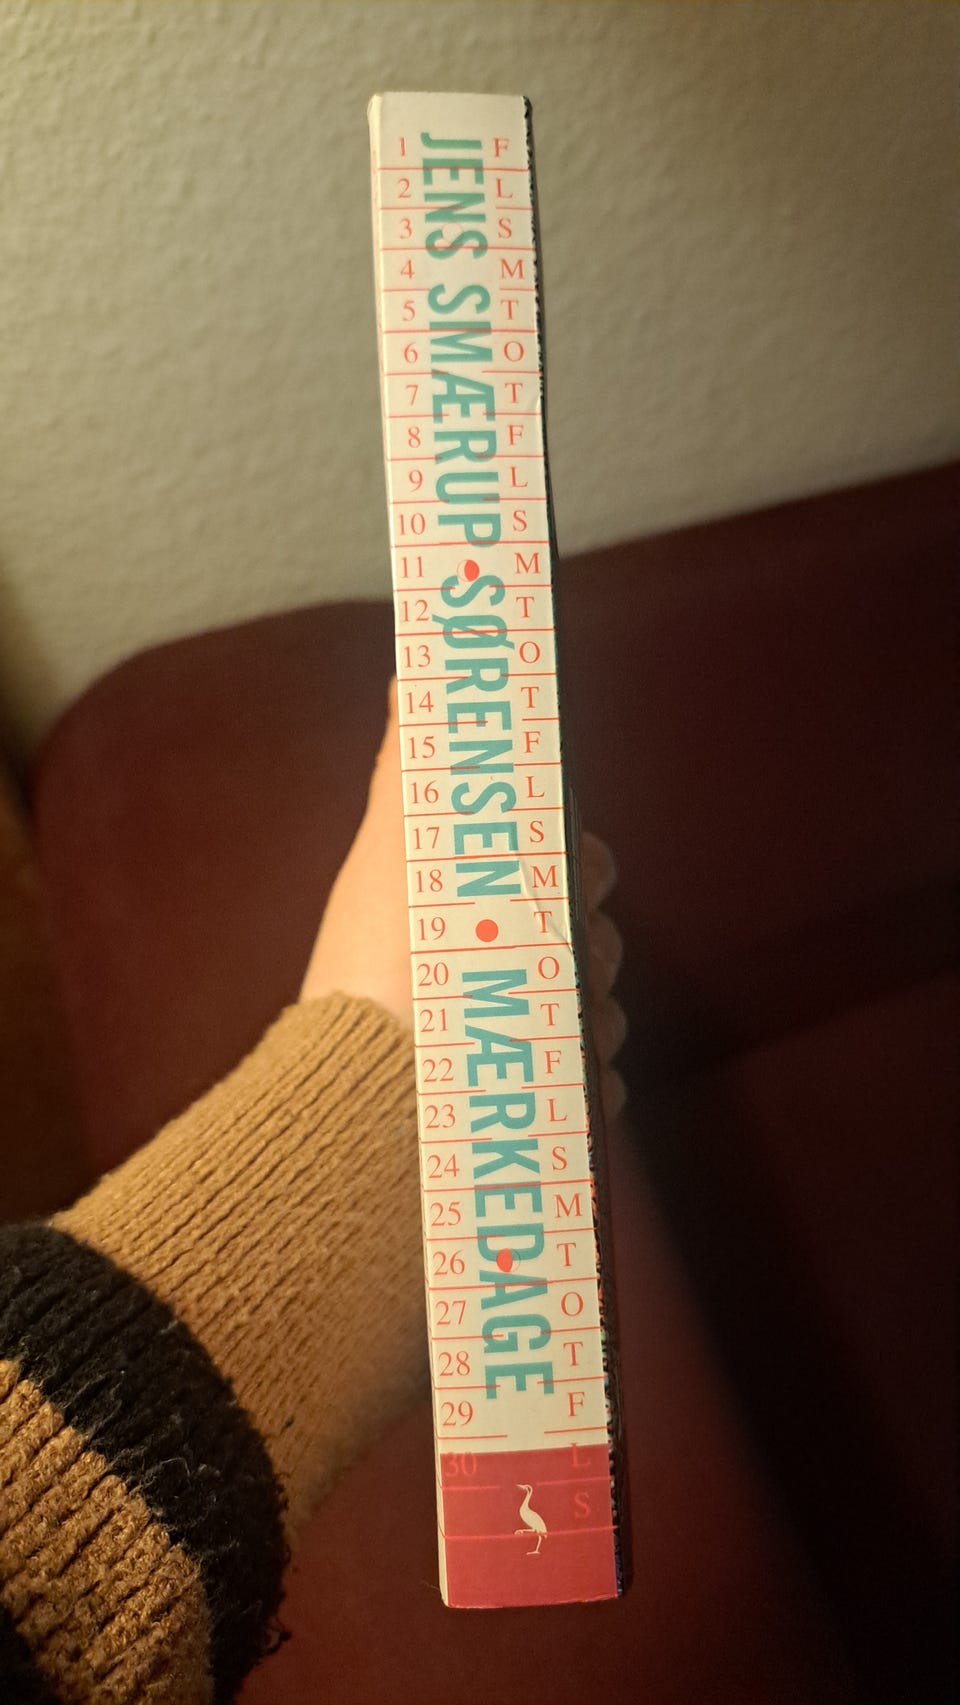 JENS SMÆRUP SØRENSEN • MÆRKEDAGE
1 F
2 L
3 S
4 M
5 T
6 O
7 T
8 F
9 L
10 S
11 M
12 T
13 O
14 T
15 F
16 L
17 S
18 M
19 T
20 O
21 T
22 F
23 L
24 S
25 M
26 T
27 O
28 T
29 F
30 L
S